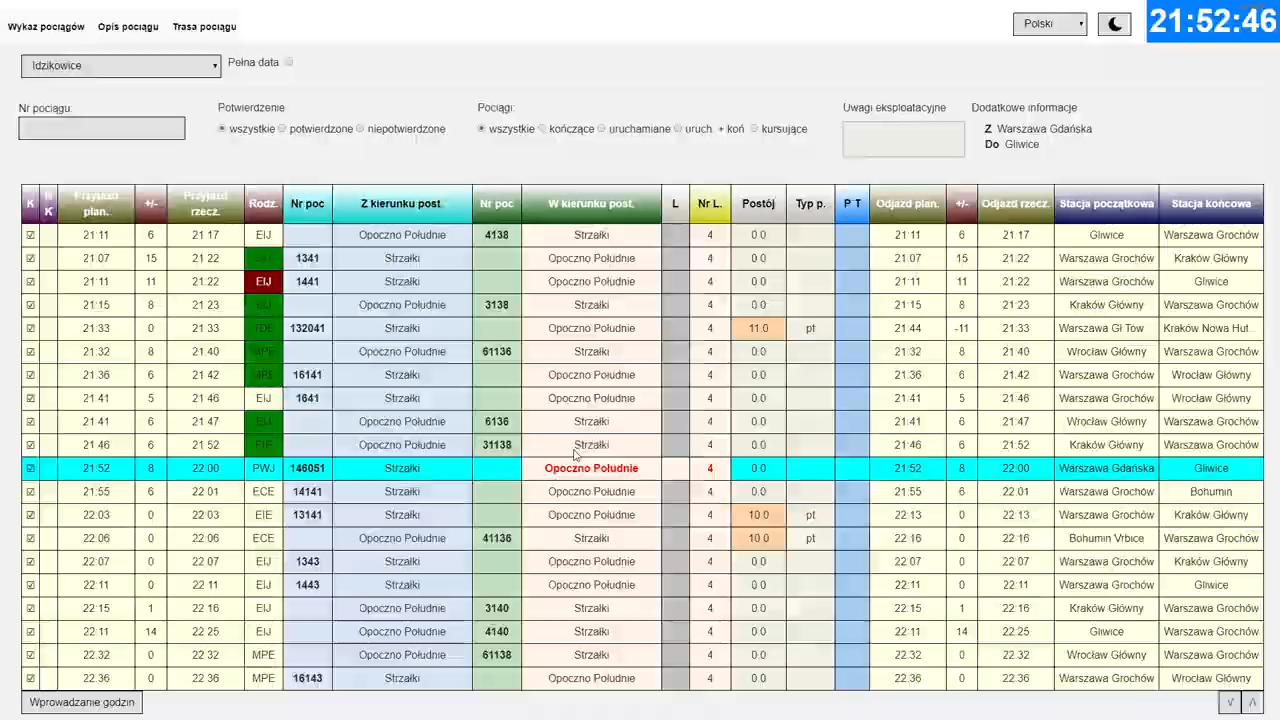 Wykaz pociągów Opis pociągu Trasa pociągu Polski 21:52:46
Idzikowice Pełna data
Nr pociągu: Potwierdzenie Pociągi: Uwagi eksploatacyjne Dodatkowe informacje
wszystkie potwierdzone niepotwierdzone wszystkie kończące uruchamiane uruch. + koń kursujące Z Warszawa Gdańska
Do Gliwice
K N K Przyjazd plan. +/- Przyjazd rzecz. Rodz. Nr poc Z kierunku post. Nr poc W kierunku post. L Nr L. Postój Typ p. P T Odjazd plan. +/- Odjazd rzecz. Stacja początkowa Stacja końcowa
21:11 6 21:17 EIJ Opoczno Południe 4138 Strzałki 4 0.0 21:11 6 21:17 Gliwice Warszawa Grochów
21:07 15 21:22 1341 Strzałki Opoczno Południe 4 0.0 21:07 15 21:22 Warszawa Grochów Kraków Główny
21:11 11 21:22 EIJ 1441 Strzałki Opoczno Południe 4 0.0 21:11 11 21:22 Warszawa Grochów Gliwice
21:15 8 21:23 EIJ Opoczno Południe 3138 Strzałki 4 0.0 21:15 8 21:23 Kraków Główny Warszawa Grochów
21:33 0 21:33 TDE 132041 Strzałki Opoczno Południe 4 11.0 pt 21:44 -11 21:33 Warszawa Gł Tow Kraków Nowa Hut...
21:32 8 21:40 MPE Opoczno Południe 61136 Strzałki 4 0.0 21:32 8 21:40 Wrocław Główny Warszawa Grochów
21:36 6 21:42 MPE 16141 Strzałki Opoczno Południe 4 0.0 21:36 6 21:42 Warszawa Grochów Wrocław Główny
21:41 5 21:46 EIJ 1641 Strzałki Opoczno Południe 4 0.0 21:41 5 21:46 Warszawa Grochów Wrocław Główny
21:41 6 21:47 EIJ Opoczno Południe 6136 Strzałki 4 0.0 21:41 6 21:47 Wrocław Główny Warszawa Grochów
21:46 6 21:52 EIE Opoczno Południe 31138 Strzałki 4 0.0 21:46 6 21:52 Kraków Główny Warszawa Grochów
21:52 8 22:00 PWJ 146051 Strzałki Opoczno Południe 4 0.0 21:52 8 22:00 Warszawa Gdańska Gliwice
21:55 6 22:01 ECE 14141 Strzałki Opoczno Południe 4 0.0 21:55 6 22:01 Warszawa Grochów Bohumin
22:03 0 22:03 EIE 13141 Strzałki Opoczno Południe 4 10.0 pt 22:13 0 22:13 Warszawa Grochów Kraków Główny
22:06 0 22:06 ECE Opoczno Południe 41136 Strzałki 4 10.0 pt 22:16 0 22:16 Bohumin Vrbice Warszawa Grochów
22:07 0 22:07 EIJ 1343 Strzałki Opoczno Południe 4 0.0 22:07 0 22:07 Warszawa Grochów Kraków Główny
22:11 0 22:11 EIJ 1443 Strzałki Opoczno Południe 4 0.0 22:11 0 22:11 Warszawa Grochów Gliwice
22:15 1 22:16 EIJ Opoczno Południe 3140 Strzałki 4 0.0 22:15 1 22:16 Kraków Główny Warszawa Grochów
22:11 14 22:25 EIJ Opoczno Południe 4140 Strzałki 4 0.0 22:11 14 22:25 Gliwice Warszawa Grochów
22:32 0 22:32 MPE Opoczno Południe 61138 Strzałki 4 0.0 22:32 0 22:32 Wrocław Główny Warszawa Grochów
22:36 0 22:36 MPE 16143 Strzałki Opoczno Południe 4 0.0 22:36 0 22:36 Warszawa Grochów Wrocław Główny
Wprowadzanie godzin